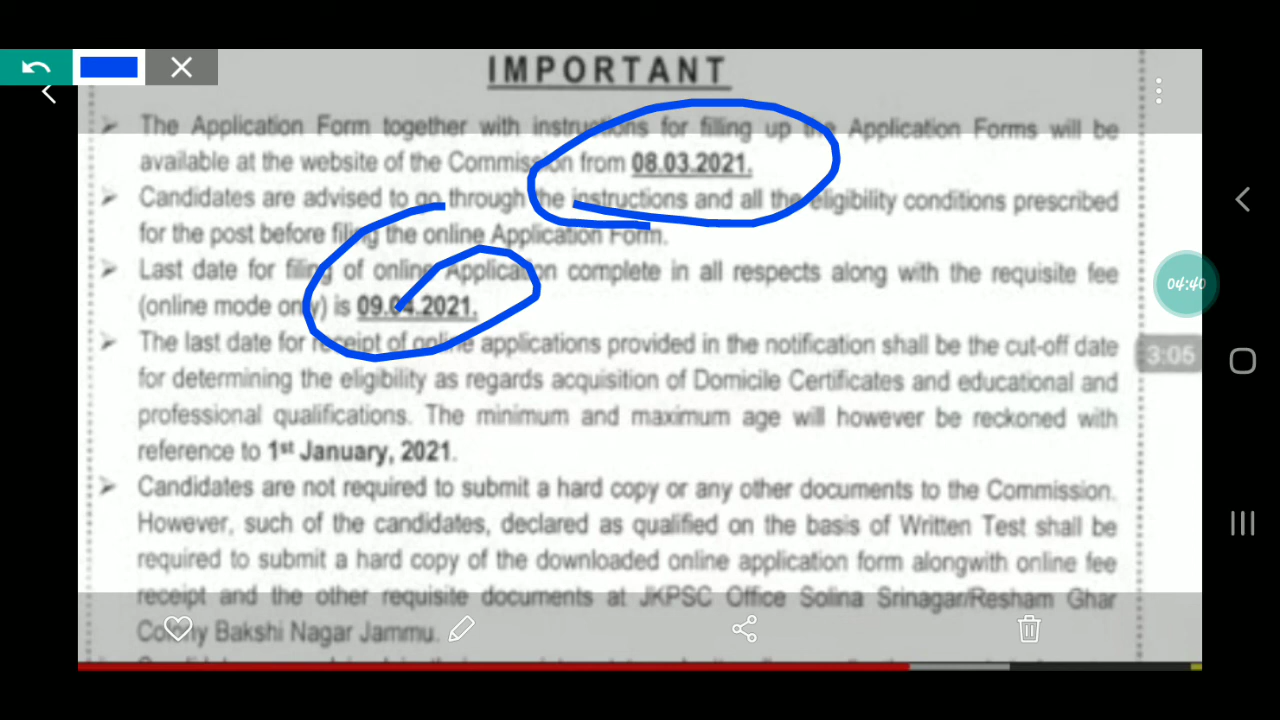 IMPORTANT
➢ The Application Form together with instructions for filling up the Application Forms will be
available at the website of the Commission from 08.03.2021.
➢ Candidates are advised to go through the instructions and all the eligibility conditions prescribed
for the post before filing the online Application Form.
➢ Last date for filing of online Application complete in all respects along with the requisite fee
(online mode only) is 09.04.2021.
➢ The last date for receipt of online applications provided in the notification shall be the cut-off date
for determining the eligibility as regards acquisition of Domicile Certificates and educational and
professional qualifications. The minimum and maximum age will however be reckoned with
reference to 1st January, 2021.
➢ Candidates are not required to submit a hard copy or any other documents to the Commission.
However, such of the candidates, declared as qualified on the basis of Written Test shall be
required to submit a hard copy of the downloaded online application form alongwith online fee
receipt and the other requisite documents at JKPSC Office Solina Srinagar/Resham Ghar
Colony Bakshi Nagar Jammu.
04:40
3:05